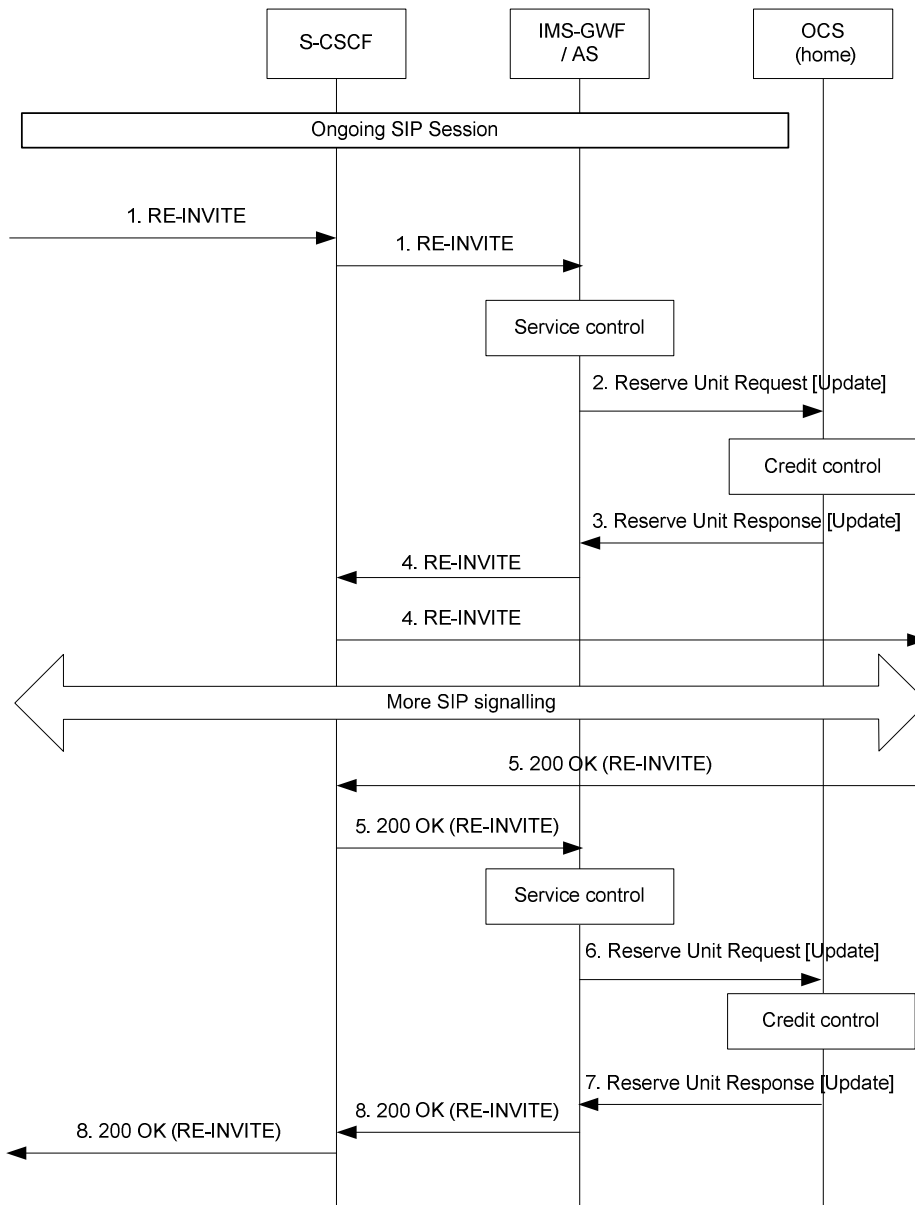 S-CSCF
IMS-GWF
/ AS
OCS
(home)
Ongoing SIP Session
1. RE-INVITE
1. RE-INVITE
Service control
2. Reserve Unit Request [Update]
Credit control
3. Reserve Unit Response [Update]
4. RE-INVITE
4. RE-INVITE
More SIP signalling
5. 200 OK (RE-INVITE)
5. 200 OK (RE-INVITE)
Service control
6. Reserve Unit Request [Update]
Credit control
7. Reserve Unit Response [Update]
8. 200 OK (RE-INVITE)
8. 200 OK (RE-INVITE)